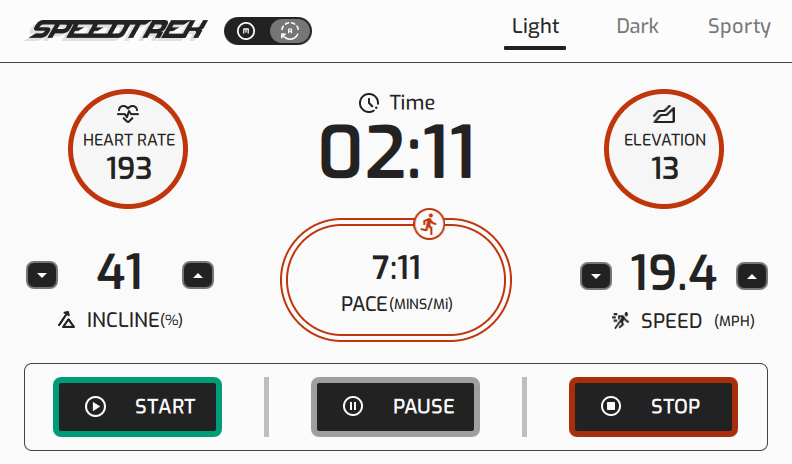 SPEEDTREK
M A
Light Dark Sporty
HEART RATE
193
Time
02:11
ELEVATION
13
41
INCLINE(%)
7:11
PACE(MINS/Mi)
19.4
SPEED (MPH)
START PAUSE STOP